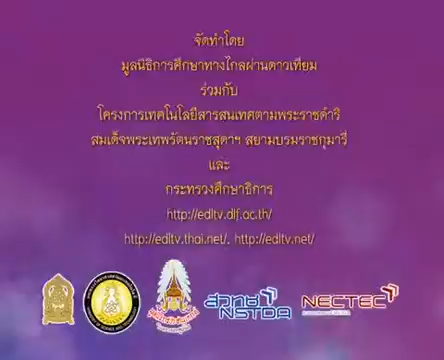 จัดทำโดย
มูลนิธิการศึกษาทางไกลผ่านดาวเทียม
ร่วมกับ
โครงการเทคโนโลยีสารสนเทศตามพระราชดำริ
สมเด็จพระเทพรัตนราชสุดาฯ สยามบรมราชกุมารี
และ
กระทรวงศึกษาธิการ
http://edltv.dlf.ac.th/
http://edltv.thai.net/, http://edltv.net/
สวทช
NSTDA
NECTEC